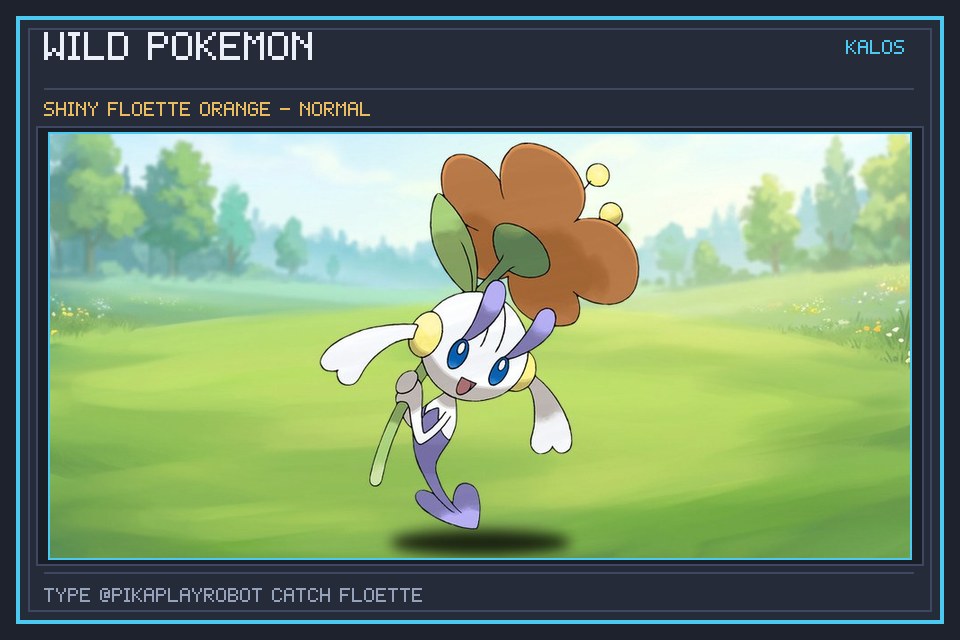 WILD POKEMON
KALOS
SHINY FLOETTE ORANGE - NORMAL
TYPE @PIKAPLAYROBOT CATCH FLOETTE